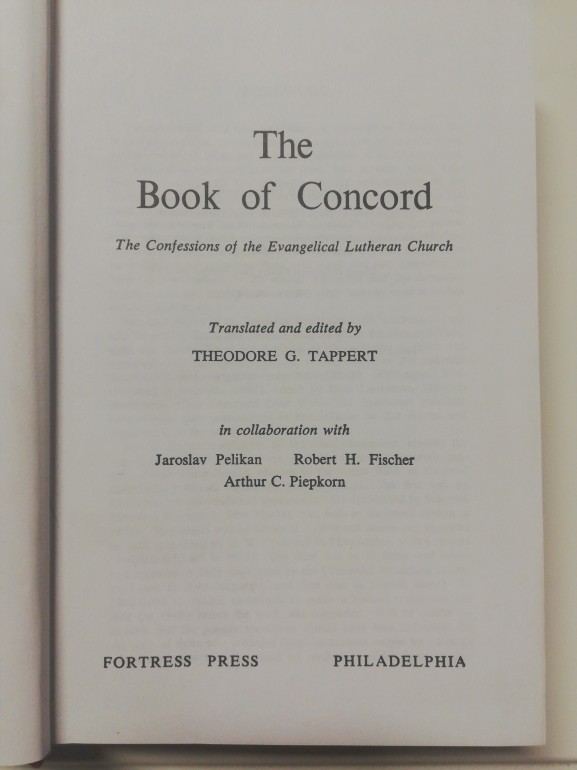 The
Book of Concord
The Confessions of the Evangelical Lutheran Church
Translated and edited by
THEODORE G. TAPPERT
in collaboration with
Jaroslav Pelikan Robert H. Fischer
Arthur C. Piepkorn
FORTRESS PRESS PHILADELPHIA